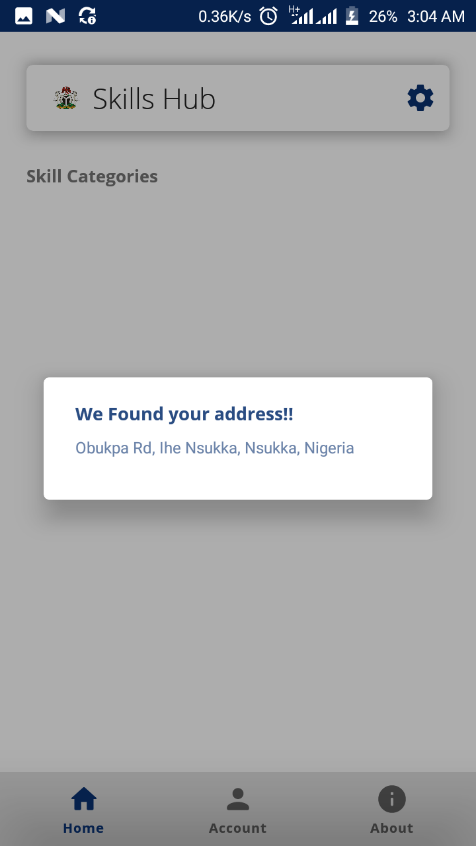 0.36K/s H+ 26% 3:04 AM
Skills Hub
Skill Categories
We Found your address!!
Obukpa Rd, Ihe Nsukka, Nsukka, Nigeria
Home Account About